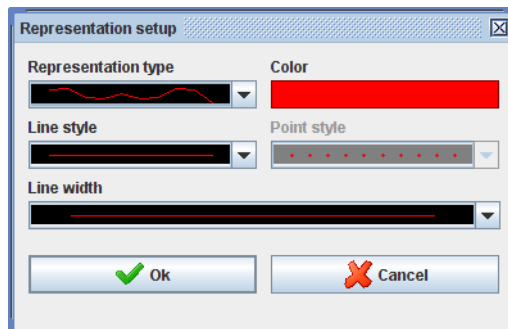 Representation setup
Representation type
Color
Line style
Point style
Line width
Ok
Cancel